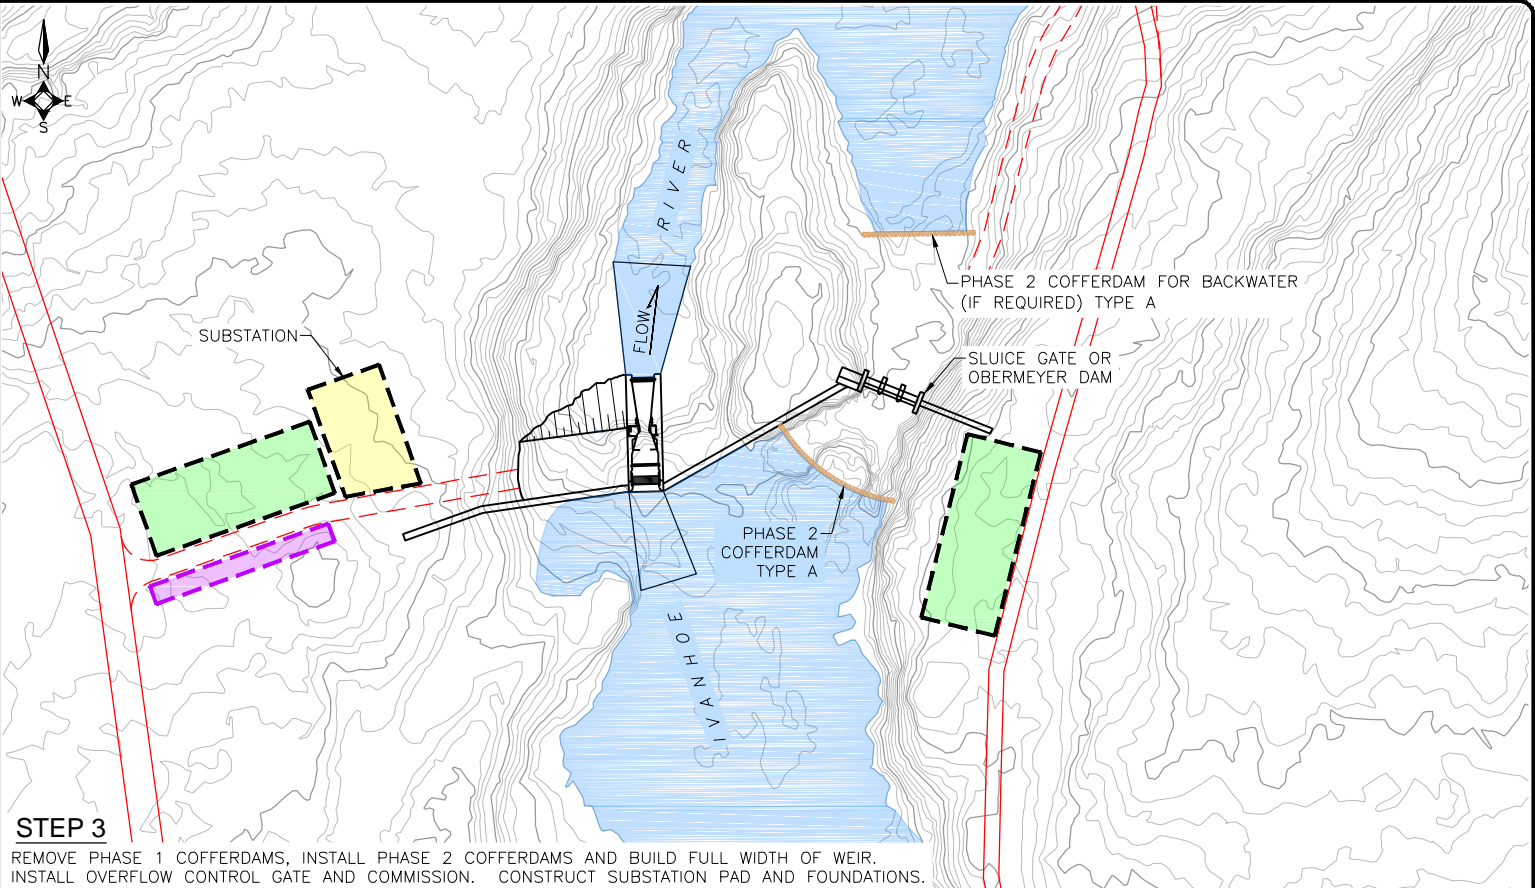 N
W E
S
RIVER
FLOW
PHASE 2 COFFERDAM FOR BACKWATER
(IF REQUIRED) TYPE A
SUBSTATION
SLUICE GATE OR
OBERMEYER DAM
PHASE 2
COFFERDAM
TYPE A
IVANHOE
STEP 3
REMOVE PHASE 1 COFFERDAMS, INSTALL PHASE 2 COFFERDAMS AND BUILD FULL WIDTH OF WEIR.
INSTALL OVERFLOW CONTROL GATE AND COMMISSION. CONSTRUCT SUBSTATION PAD AND FOUNDATIONS.